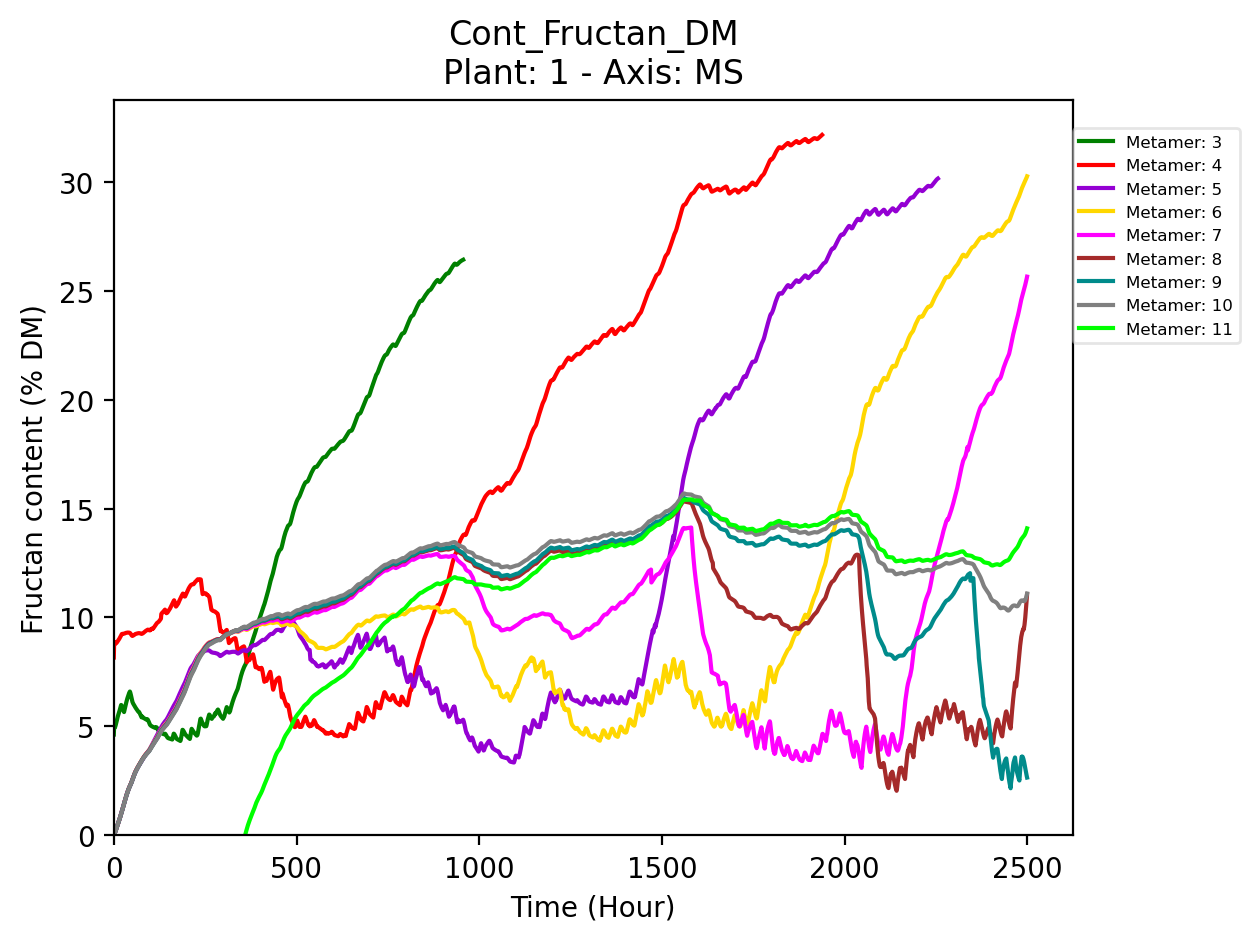 Cont_Fructan_DM
Plant: 1 - Axis: MS
Fructan content (% DM)
30
25
20
15
10
5
0
0
500
1000
1500
2000
2500
Time (Hour)
Metamer: 3
Metamer: 4
Metamer: 5
Metamer: 6
Metamer: 7
Metamer: 8
Metamer: 9
Metamer: 10
Metamer: 11